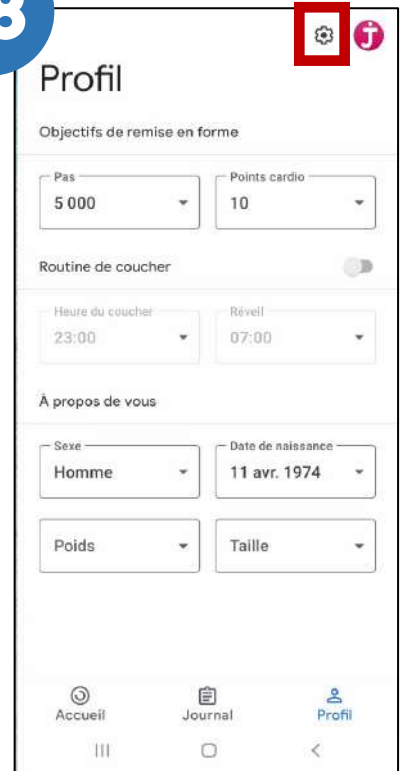 8
Profil
Objectifs de remise en forme
Pas
Points cardio
5 000
10
Routine de coucher
Heure du coucher
Réveil
23:00
07:00
À propos de vous
Sexe
Date de naissance
Homme
11 avr. 1974
Poids
Taille
Accueil
Journal
Profil